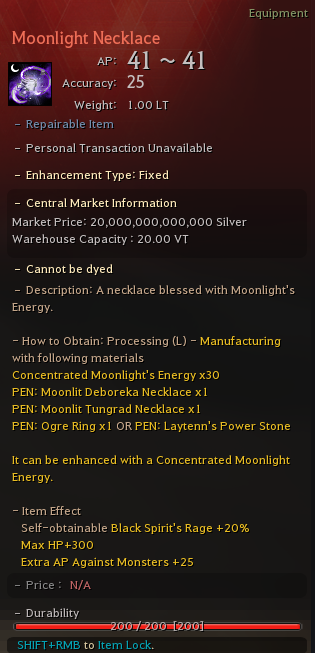 Equipment
Moonlight Necklace
AP: 41 ~ 41
Accuracy: 25
Weight: 1.00 LT
- Repairable Item
- Personal Transaction Unavailable
- Enhancement Type: Fixed
- Central Market Information
Market Price: 20,000,000,000,000 Silver
Warehouse Capacity : 20.00 VT
- Cannot be dyed
- Description: A necklace blessed with Moonlight's
Energy.
- How to Obtain: Processing (L) - Manufacturing
with following materials
Concentrated Moonlight's Energy x30
PEN: Moonlit Deboreka Necklace x1
PEN: Moonlit Tungrad Necklace x1
PEN: Ogre Ring x1 OR PEN: Laytenn's Power Stone
It can be enhanced with a Concentrated Moonlight
Energy.
- Item Effect
Self-obtainable Black Spirit's Rage +20%
Max HP+300
Extra AP Against Monsters +25
- Price : N/A
- Durability
200 / 200 [200]
SHIFT+RMB to Item Lock.